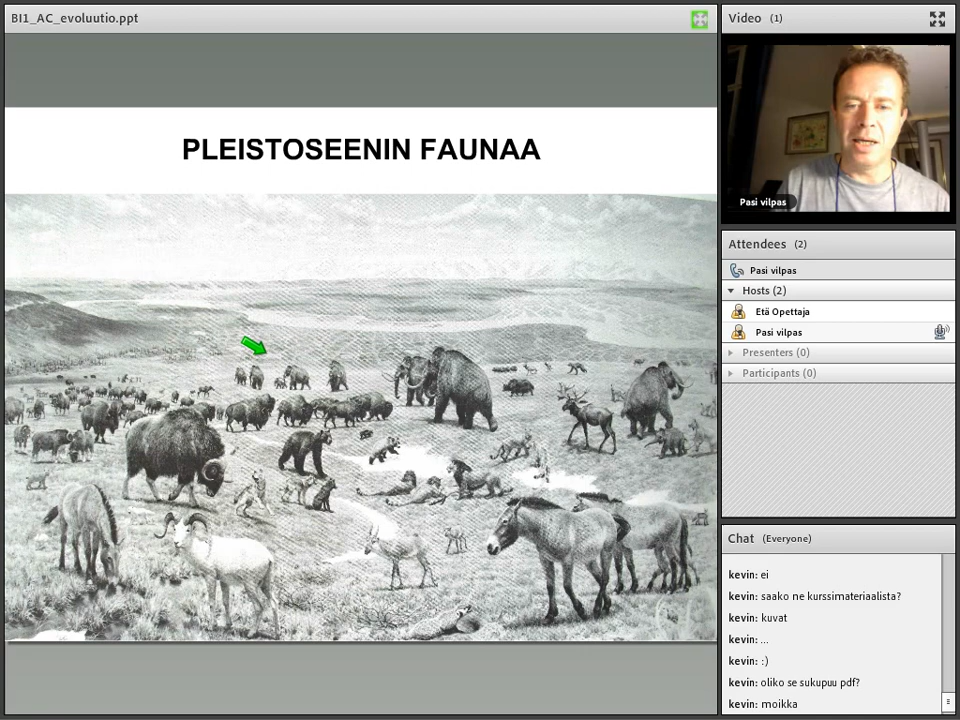 BI1_AC_evoluutio.ppt
PLEISTOSEENIN FAUNAA
Video (1)
Pasi vilpas
Attendees (2)
Pasi vilpas
Hosts (2)
Etä Opettaja
Pasi vilpas
Presenters (0)
Participants (0)
Chat (Everyone)
kevin: ei
kevin: saako ne kurssimateriaalista?
kevin: kuvat
kevin: ...
kevin: :)
kevin: oliko se sukupuu pdf?
kevin: moikka